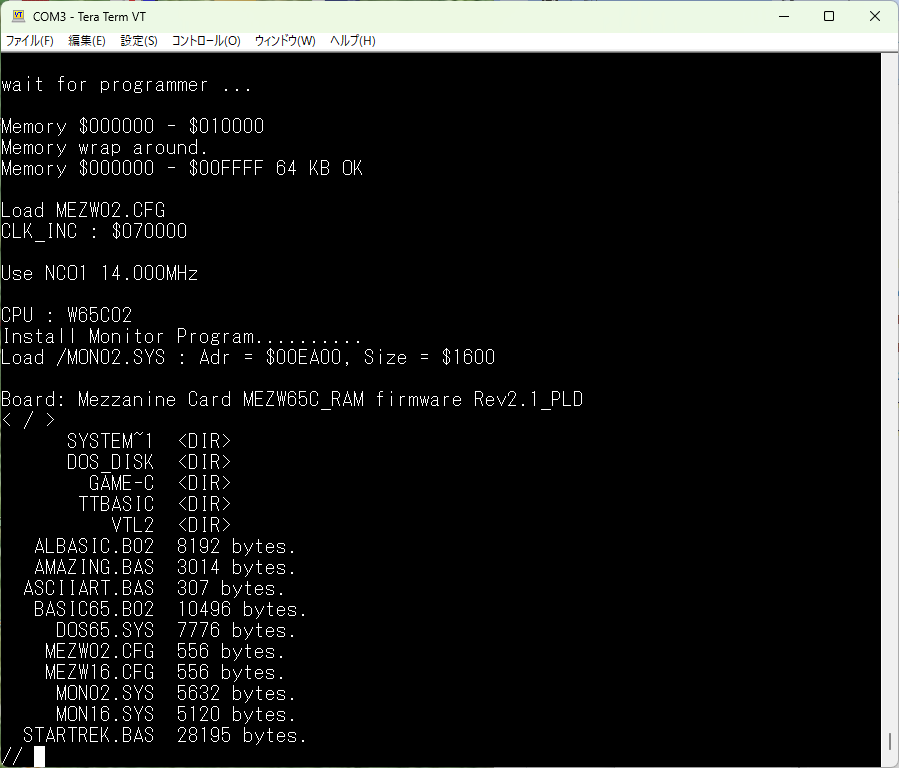 COM3 - Tera Term VT
ファイル(F) 編集(E) 設定(S) コントロール(O) ウィンドウ(W) ヘルプ(H)
wait for programmer ...
Memory $000000 - $010000
Memory wrap around.
Memory $000000 - $00FFFF 64 KB OK
Load MEZW02.CFG
CLK_INC : $070000
Use NCO1 14.000MHz
CPU : W65C02
Install Monitor Program..........
Load /MON02.SYS : Adr = $00EA00, Size = $1600
Board: Mezzanine Card MEZW65C_RAM firmware Rev2.1_PLD
< / >
SYSTEM~1 <DIR>
DOS_DISK <DIR>
GAME-C <DIR>
TTBASIC <DIR>
VTL2 <DIR>
ALBASIC.B02 8192 bytes.
AMAZING.BAS 3014 bytes.
ASCIIART.BAS 307 bytes.
BASIC65.B02 10496 bytes.
DOS65.SYS 7776 bytes.
MEZW02.CFG 556 bytes.
MEZW16.CFG 556 bytes.
MON02.SYS 5632 bytes.
MON16.SYS 5120 bytes.
STARTREK.BAS 28195 bytes.
//